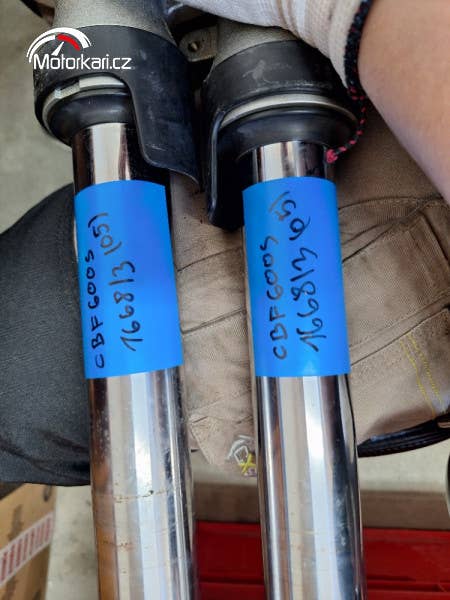 Motorkari.cz
CBF600S
166813 (05)
CBF600S
166813 (05)